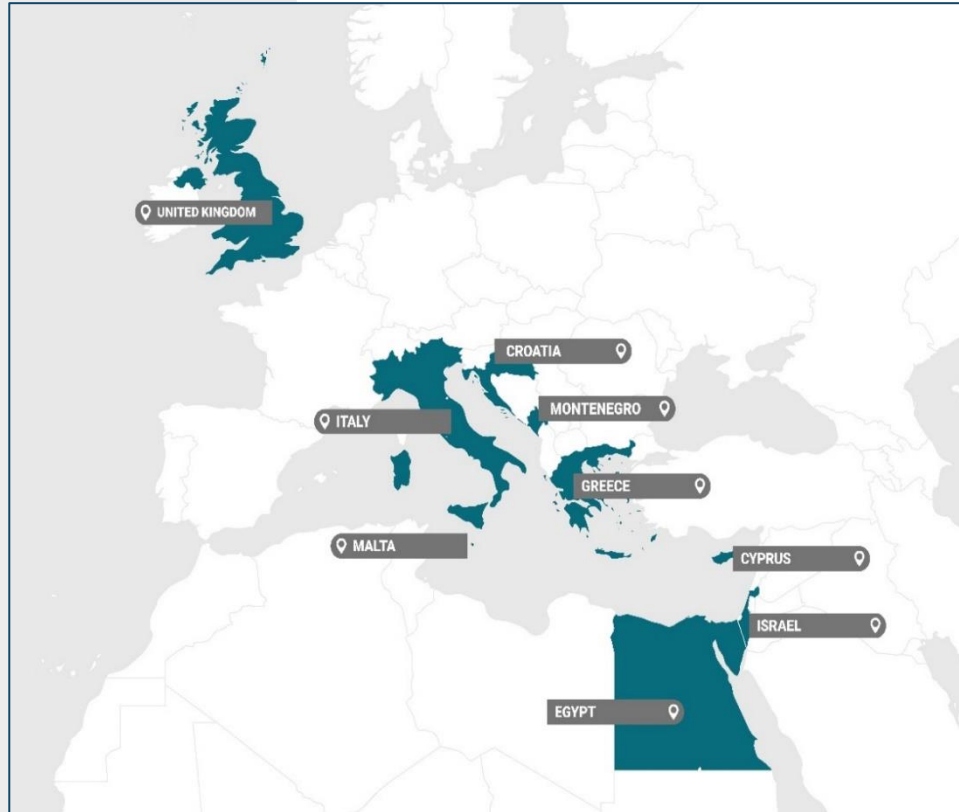 UNITED KINGDOM
CROATIA
MONTENEGRO
ITALY
GREECE
MALTA
CYPRUS
ISRAEL
EGYPT